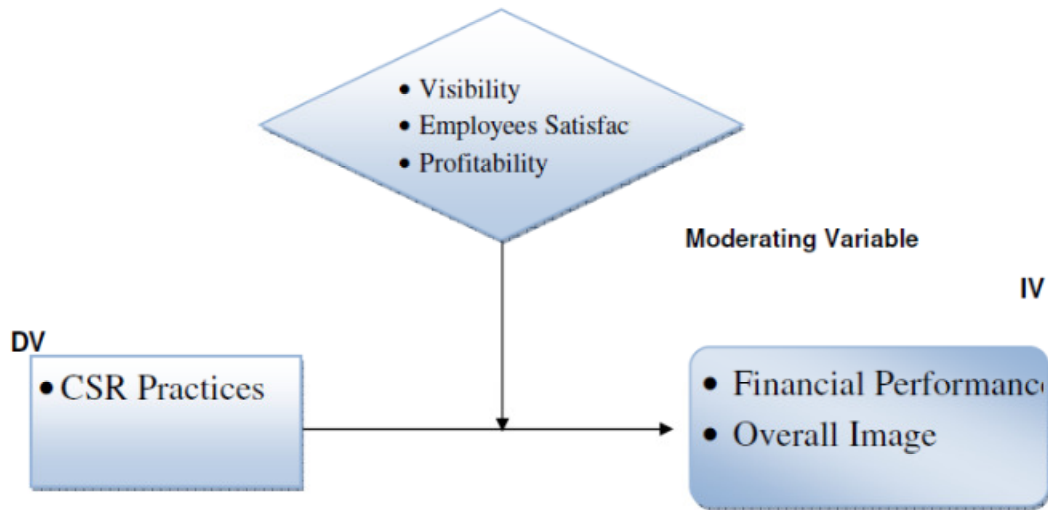 • Visibility
• Employees Satisfac
• Profitability
Moderating Variable
IV
DV
• CSR Practices
• Financial Performanc
• Overall Image